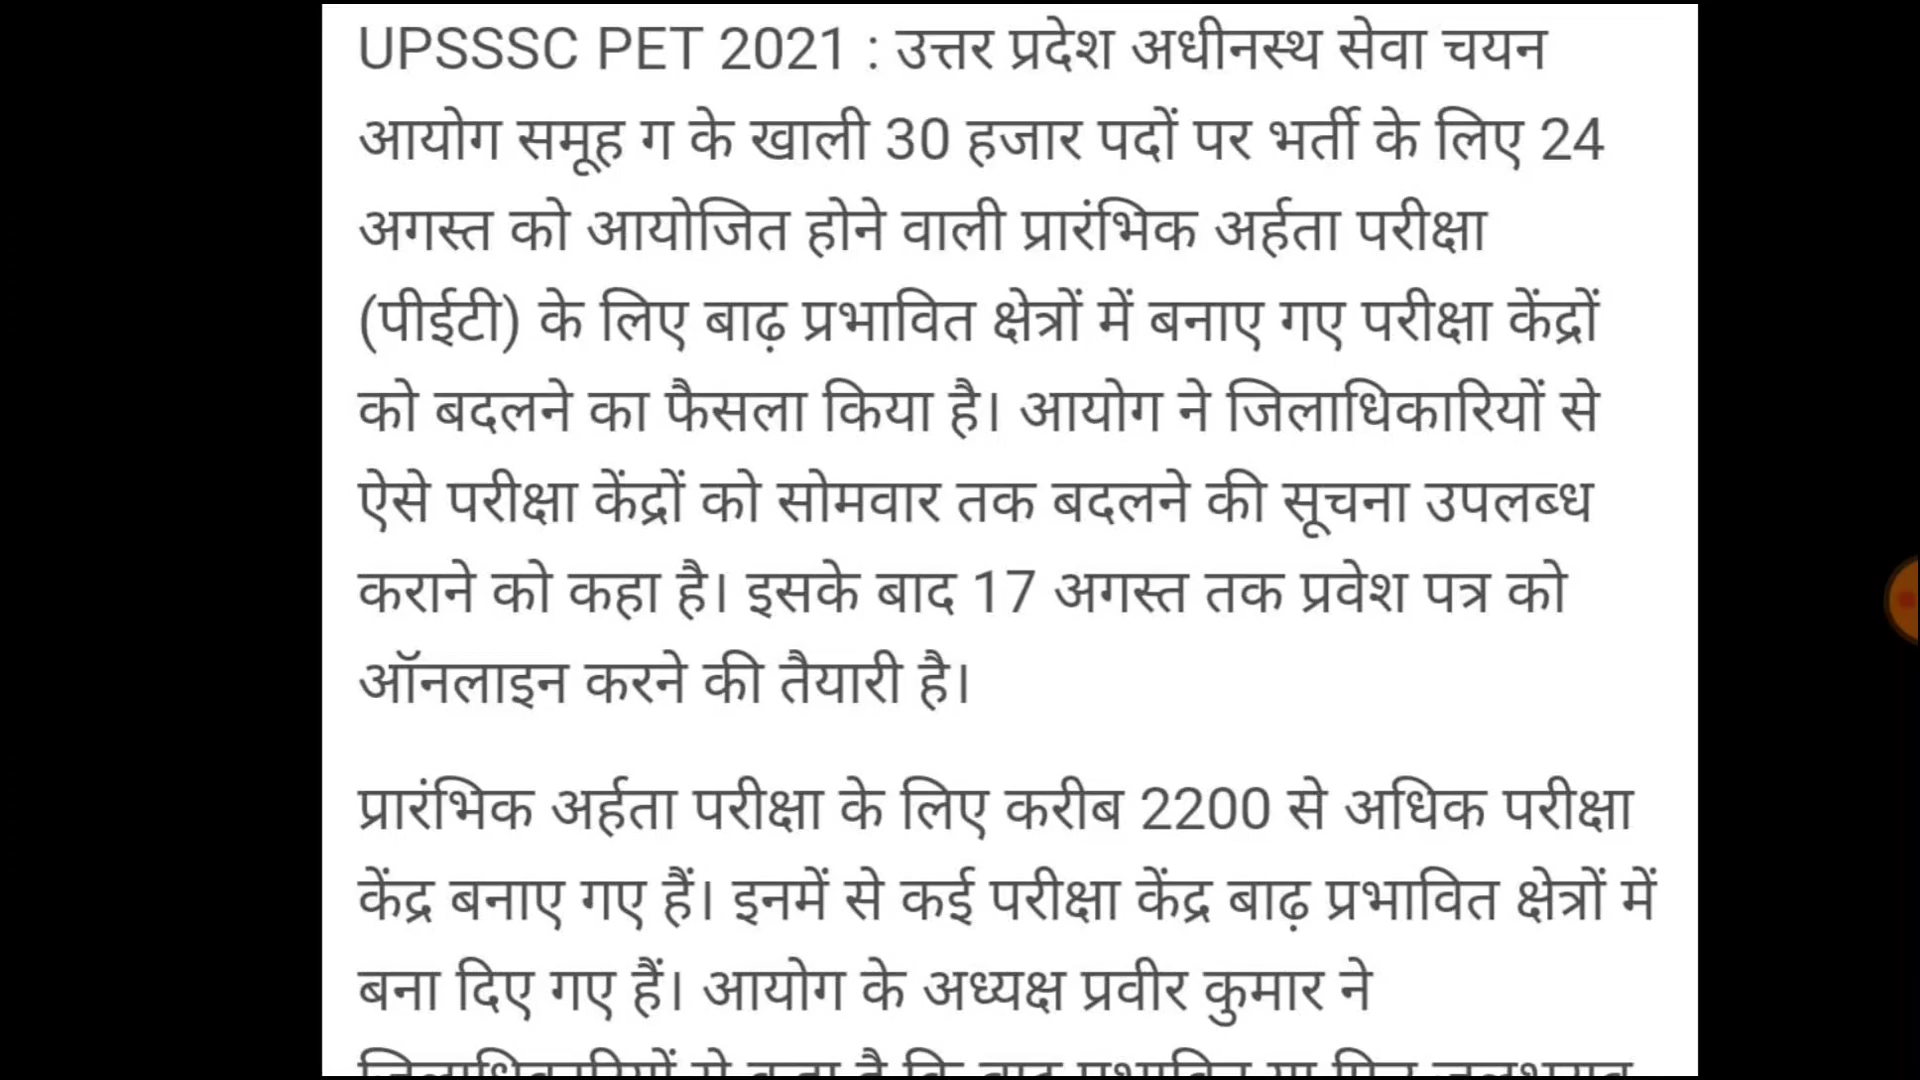 UPSSSC PET 2021 : उत्तर प्रदेश अधीनस्थ सेवा चयन
आयोग समूह ग के खाली 30 हजार पदों पर भर्ती के लिए 24
अगस्त को आयोजित होने वाली प्रारंभिक अर्हता परीक्षा
(पीईटी) के लिए बाढ़ प्रभावित क्षेत्रों में बनाए गए परीक्षा केंद्रों
को बदलने का फैसला किया है। आयोग ने जिलाधिकारियों से
ऐसे परीक्षा केंद्रों को सोमवार तक बदलने की सूचना उपलब्ध
कराने को कहा है। इसके बाद 17 अगस्त तक प्रवेश पत्र को
ऑनलाइन करने की तैयारी है।
प्रारंभिक अर्हता परीक्षा के लिए करीब 2200 से अधिक परीक्षा
केंद्र बनाए गए हैं। इनमें से कई परीक्षा केंद्र बाढ़ प्रभावित क्षेत्रों में
बना दिए गए हैं। आयोग के अध्यक्ष प्रवीर कुमार ने
जिलाधिकारियों से कहा है कि बाढ़ प्रभावित या फिर